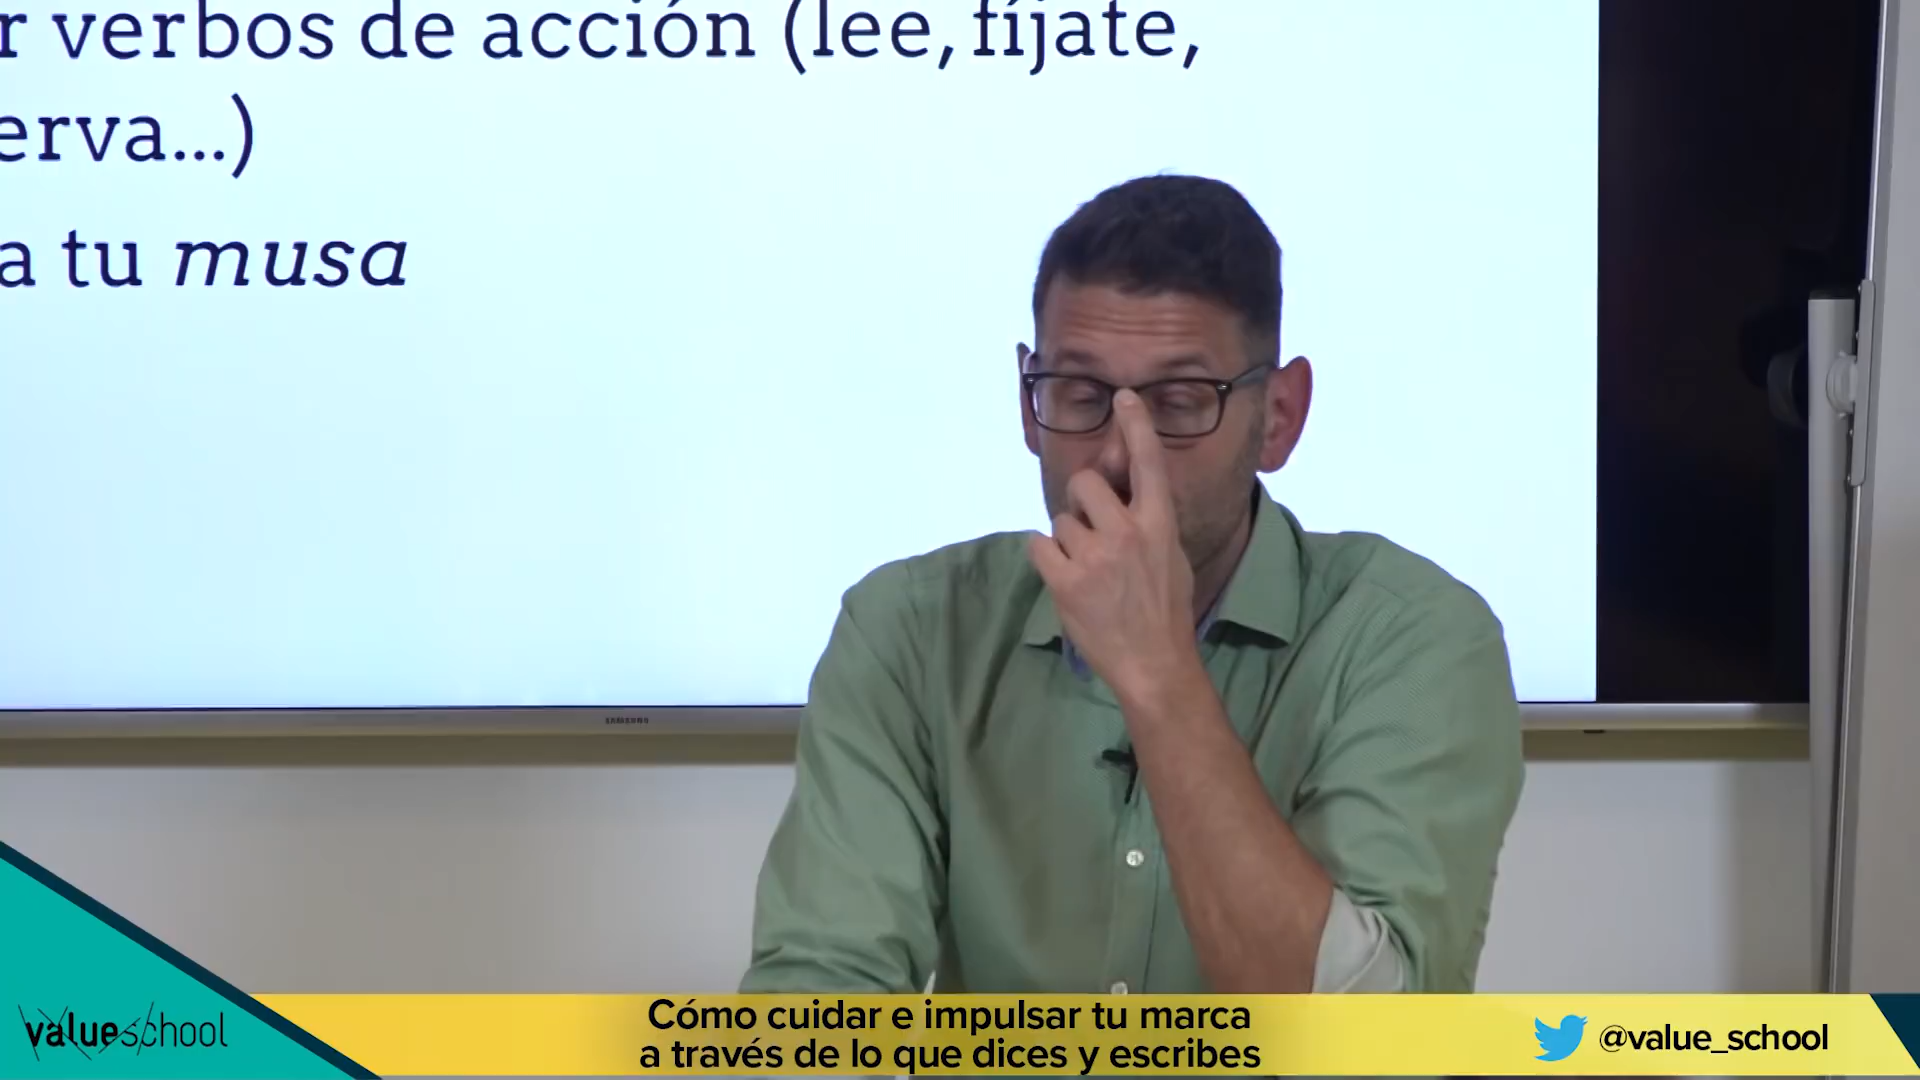 r verbos de acción (lee, fíjate,
erva...)
a tu musa
SAMSUNG
valueschool
Cómo cuidar e impulsar tu marca
a través de lo que dices y escribes
@value_school